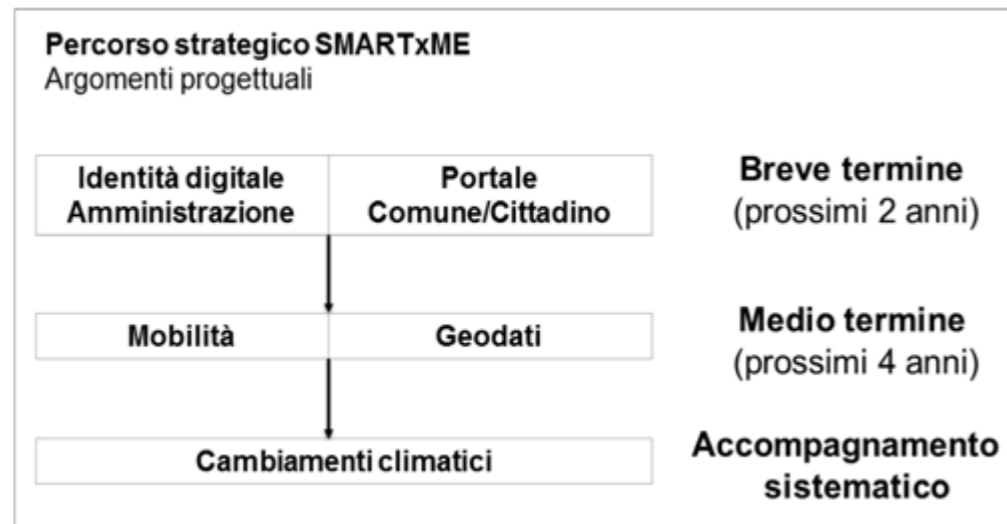 Percorso strategico SMARTxME
Argomenti progettuali
Identità digitale
Amministrazione
Portale
Comune/Cittadino
Breve termine
(prossimi 2 anni)
Mobilità
Geodati
Medio termine
(prossimi 4 anni)
Cambiamenti climatici
Accompagnamento
sistematico